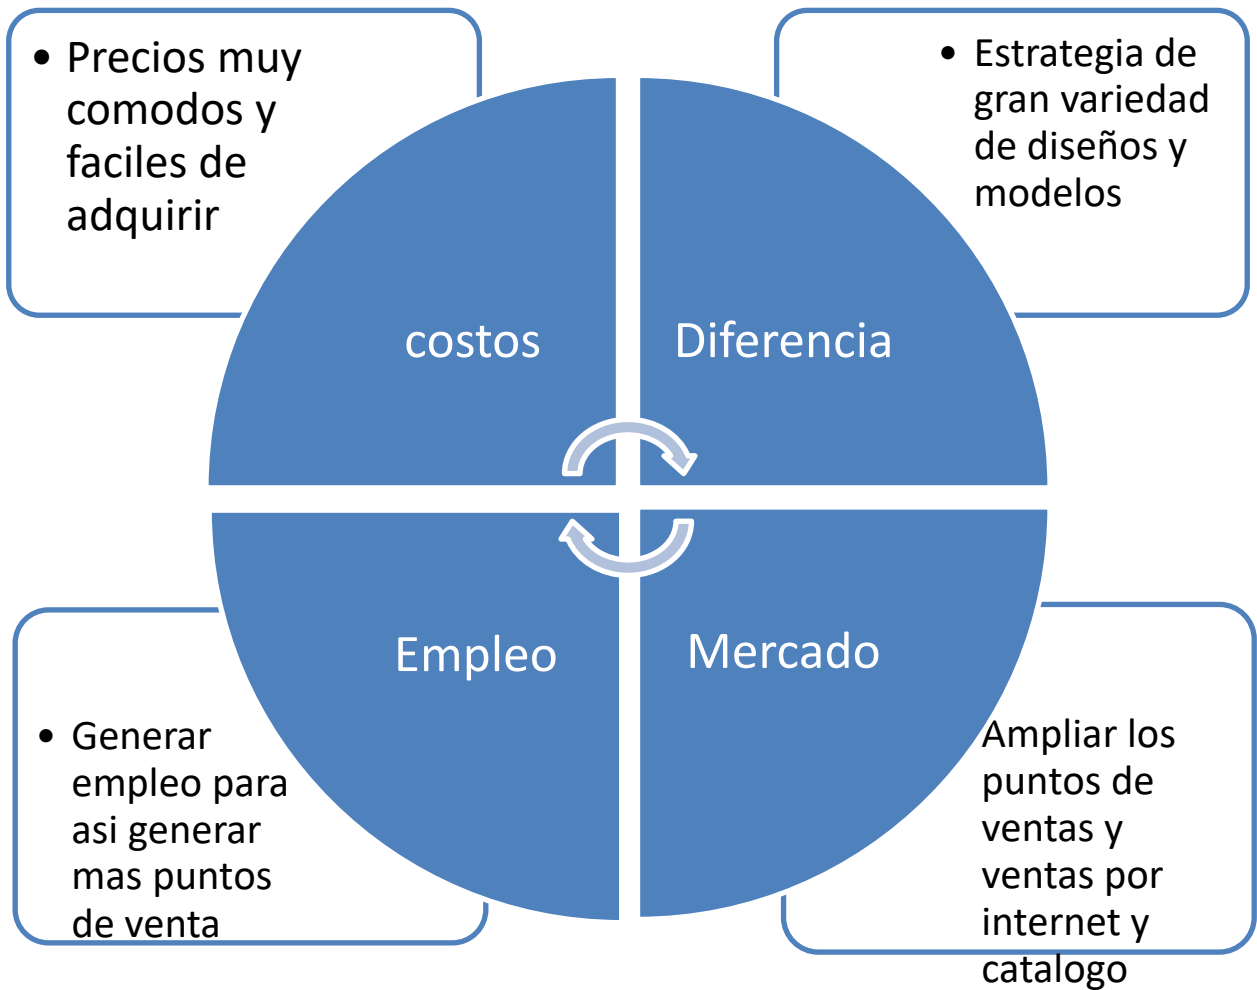 • Precios muy
comodos y
faciles de
adquirir
• Estrategia de
gran variedad
de diseños y
modelos
costos
Diferencia
Empleo
Mercado
• Generar
empleo para
asi generar
mas puntos
de venta
Ampliar los
puntos de
ventas y
ventas por
internet y
catalogo